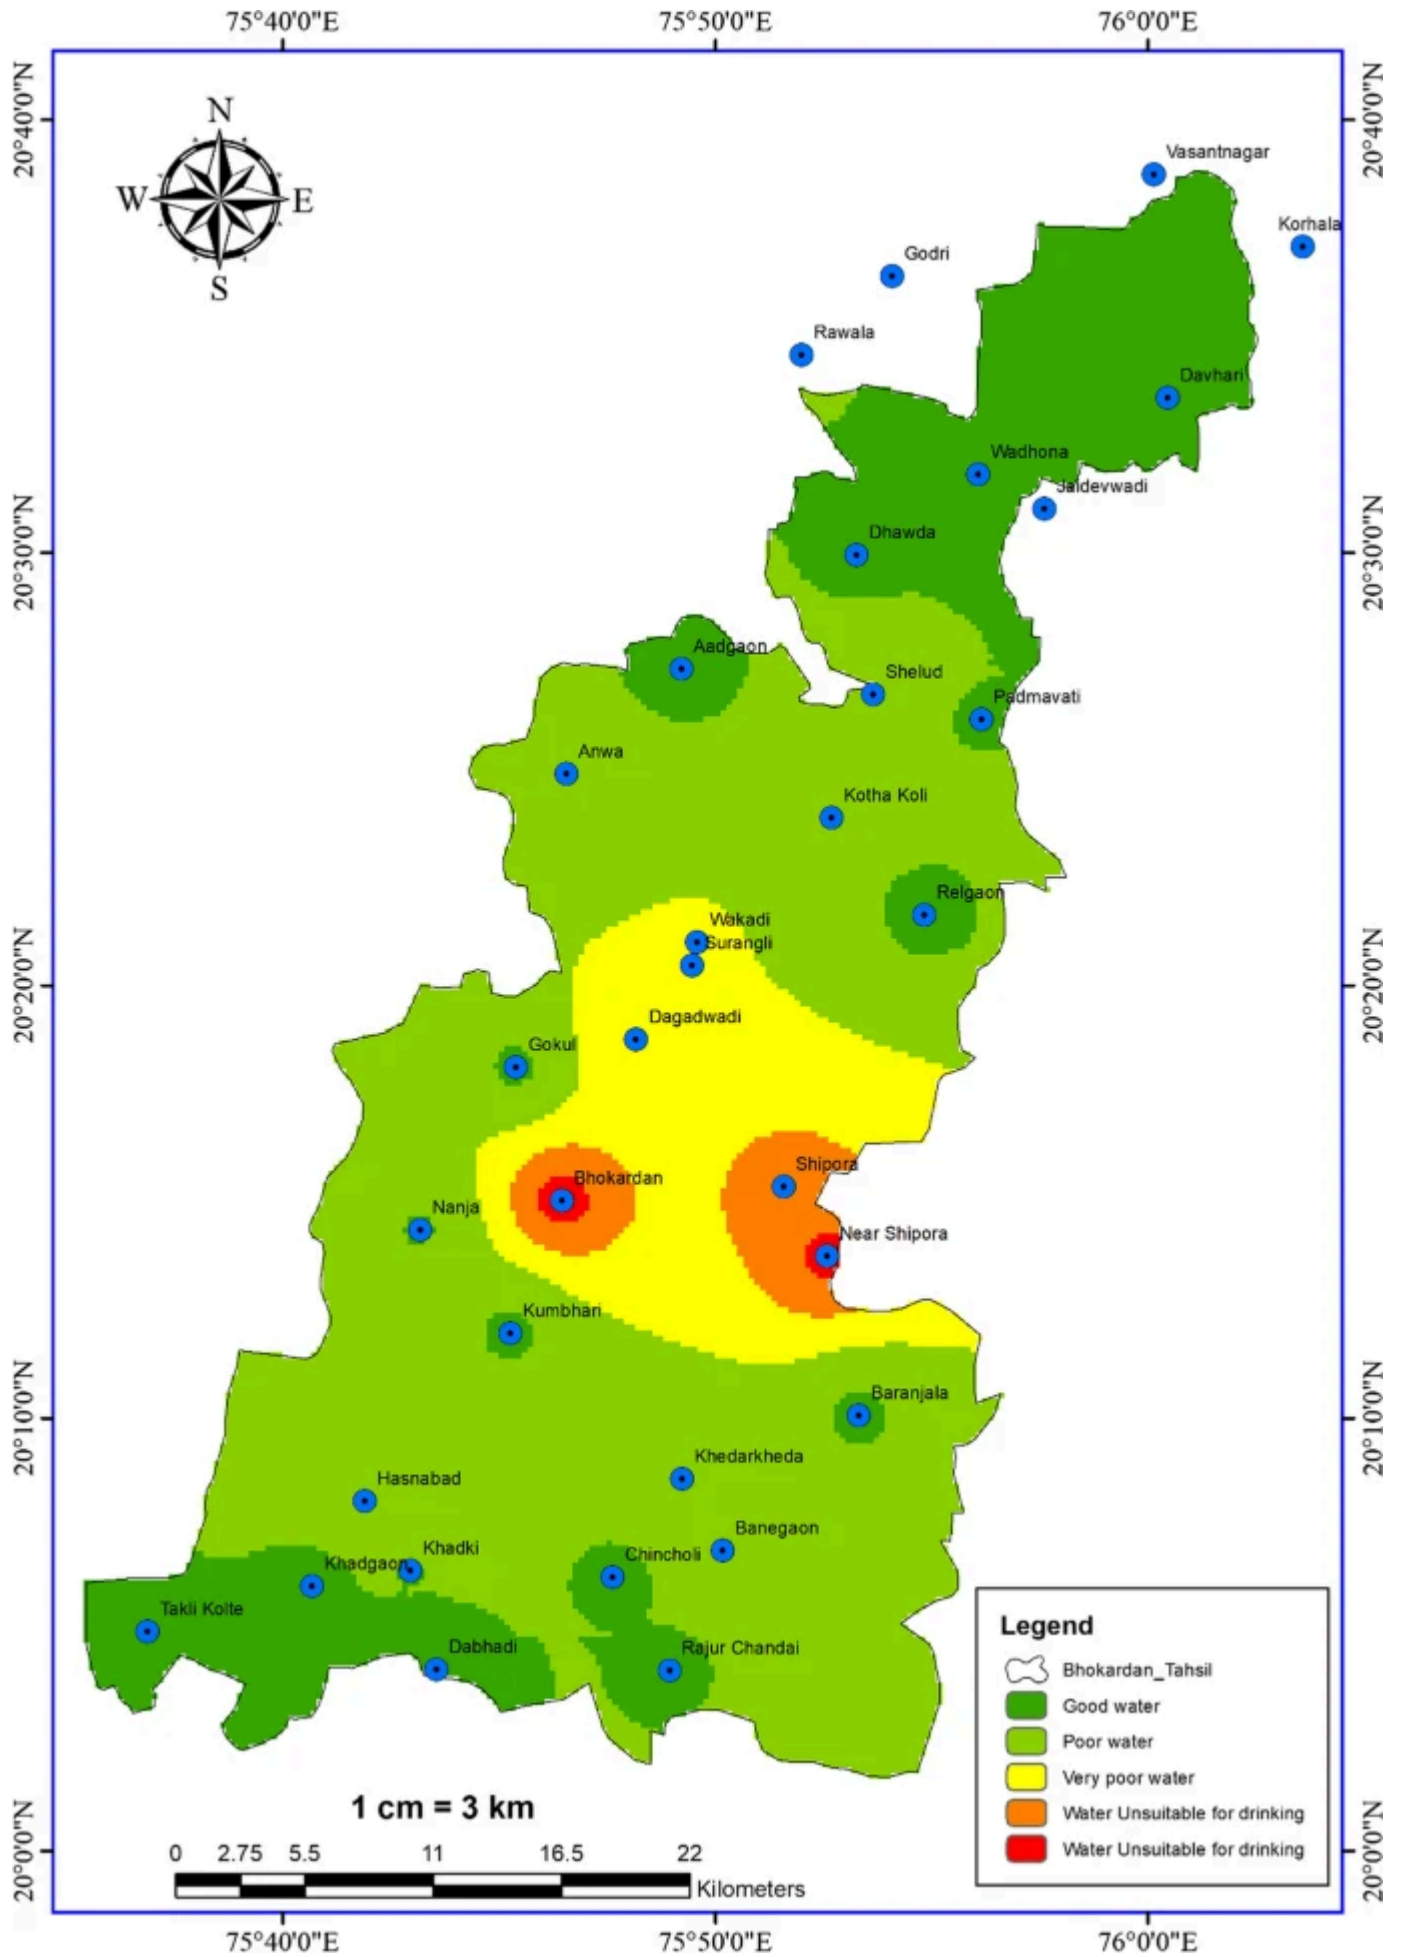 75°40'0"E
75°50'0"E
76°0'0"E
20°40'0"N
20°40'0"N
N
W
E
S
Vasantnagar
Korhala
Godri
Rawala
Davhari
Wadhona
Jaldevwadi
20°30'0"N
20°30'0"N
Dhawda
Aadgaon
Shelud
Padmavati
Anwa
Kotha Koli
Relgaon
Wakadi
Surangli
20°20'0"N
20°20'0"N
Dagadwadi
Gokul
Shipora
Bhokardan
Nanja
Near Shipora
Kumbhari
Baranjala
20°10'0"N
20°10'0"N
Khedarkheda
Hasnabad
Banegaon
Khadki
Chincholi
Khadgaon
Takli Kolte
Dabhadi
Rajur Chandai
Legend
Bhokardan_Tahsil
Good water
Poor water
Very poor water
Water Unsuitable for drinking
Water Unsuitable for drinking
1 cm = 3 km
0 2.75 5.5 11 16.5 22
Kilometers
20°0'0"N
20°0'0"N
75°40'0"E
75°50'0"E
76°0'0"E